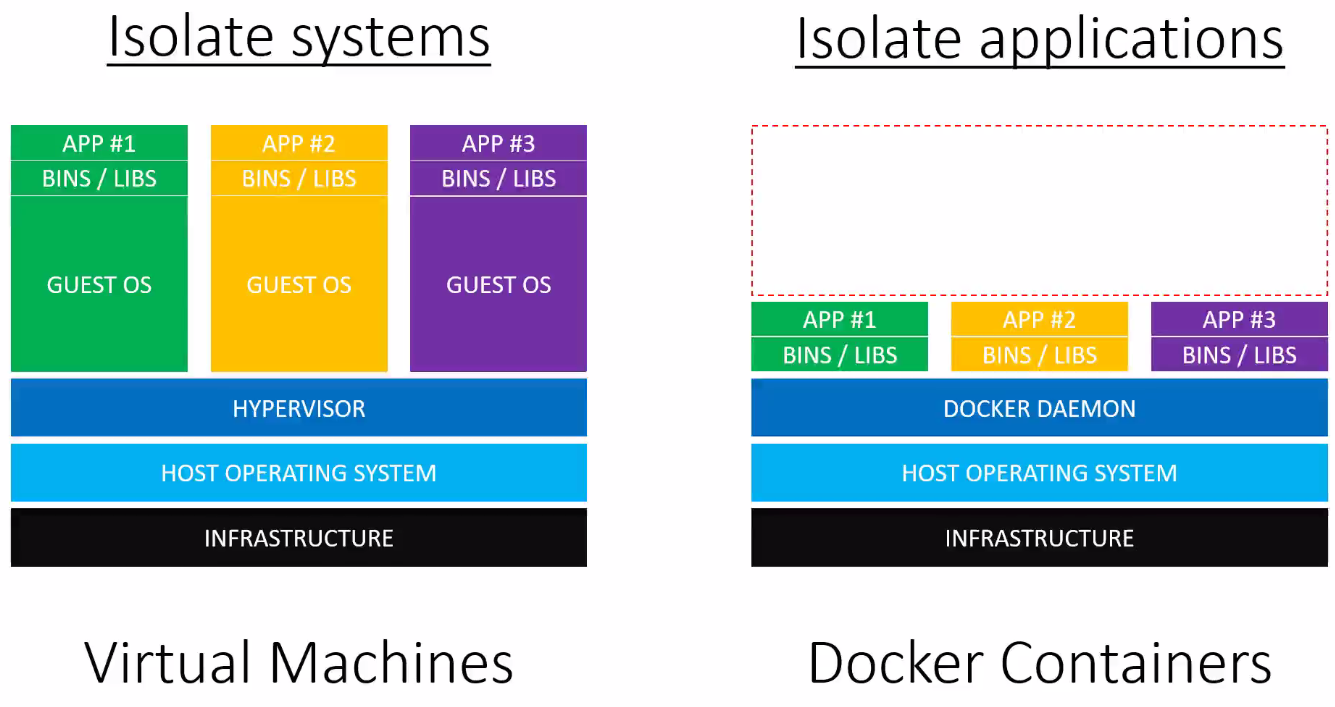 Isolate systems
APP #1
BINS / LIBS
GUEST OS
APP #2
BINS / LIBS
GUEST OS
APP #3
BINS / LIBS
GUEST OS
HYPERVISOR
HOST OPERATING SYSTEM
INFRASTRUCTURE
Virtual Machines
Isolate applications
APP #1
BINS / LIBS
APP #2
BINS / LIBS
APP #3
BINS / LIBS
DOCKER DAEMON
HOST OPERATING SYSTEM
INFRASTRUCTURE
Docker Containers